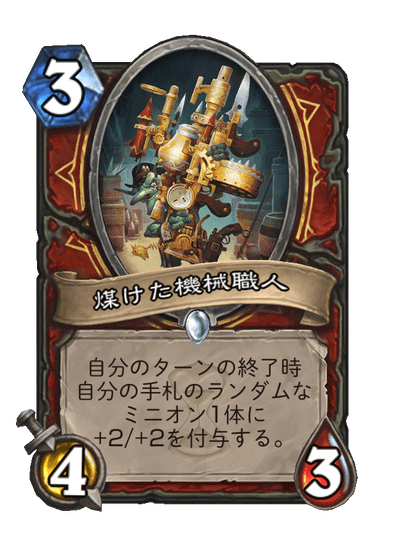 3
煤けた機械職人
自分のターンの終了時
自分の手札のランダムな
ミニオン1体に
+2/+2を付与する。
4
3